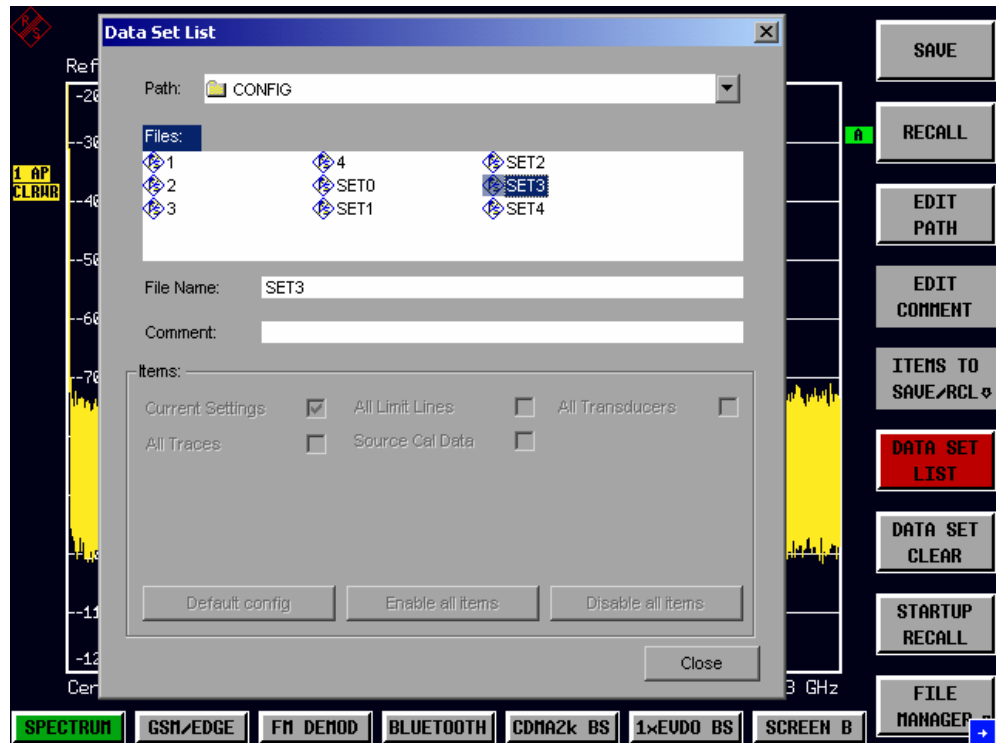 R S
Data Set List
SAVE
Ref
Path: CONFIG
-20
Files:
1
4
SET2
2
SET0
SET3
3
SET1
SET4
--30
A
RECALL
1 AP
CLRWR
--40
EDIT
PATH
--50
File Name: SET3
EDIT
COMMENT
--60
Comment:
Items:
--70
ITEMS TO
SAVE/RCL
Current Settings
All Limit Lines
All Transducers
All Traces
Source Cal Data
DATA SET
LIST
DATA SET
CLEAR
Default config
Enable all items
Disable all items
--11
STARTUP
RECALL
-12
Close
Cer
3 GHz
FILE
MANAGER
SPECTRUM
GSM/EDGE
FM DEMOD
BLUETOOTH
CDMA2k BS
1xEVDO BS
SCREEN B